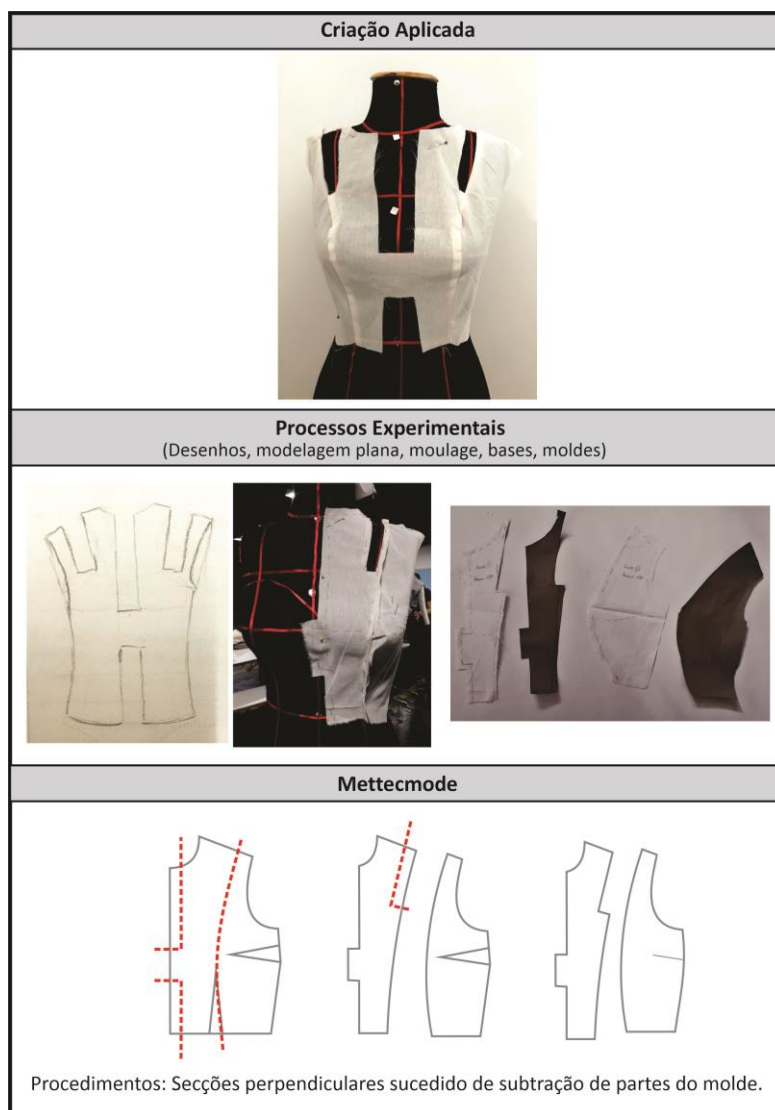 Criação Aplicada
Processos Experimentais
(Desenhos, modelagem plana, moulage, bases, moldes)
Mettecmode
Procedimentos: Secções perpendiculares sucedido de subtração de partes do molde.